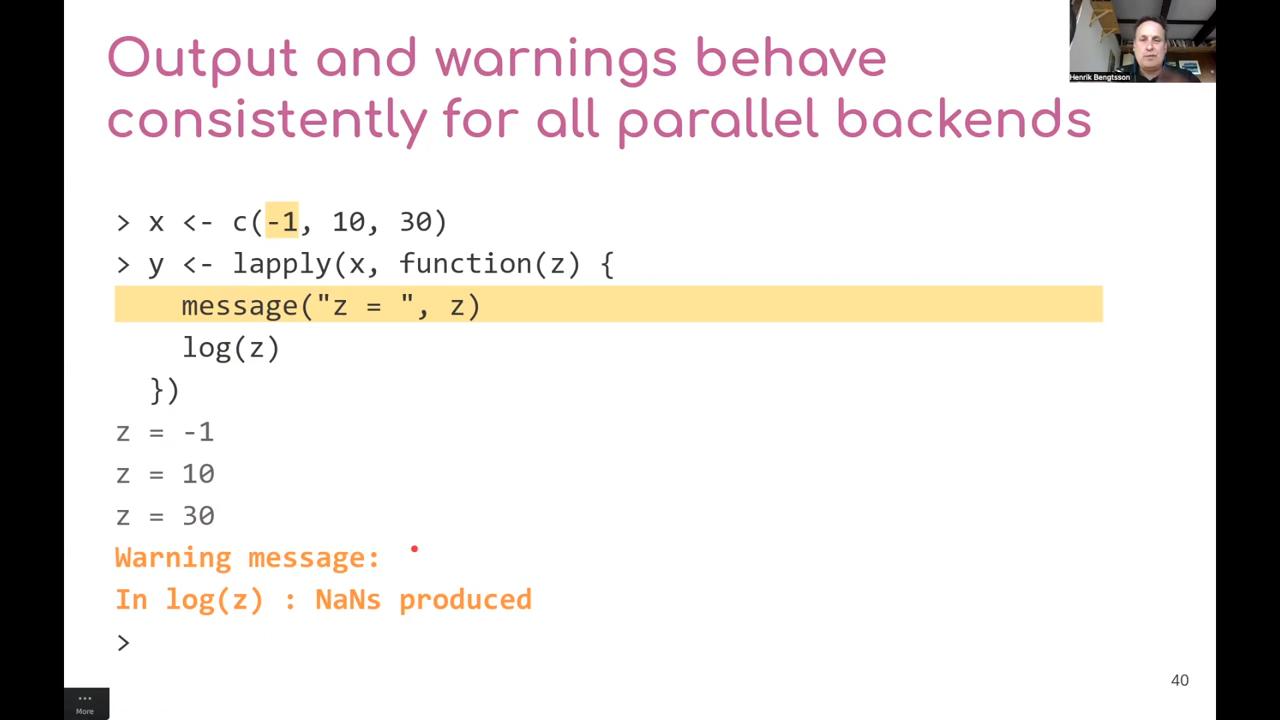 Output and warnings behave
consistently for all parallel backends
Henrik Bengtsson
> x <- c(-1, 10, 30)
> y <- lapply(x, function(z) {
    message("z = ", z)
    log(z)
  })
z = -1
z = 10
z = 30
Warning message:
In log(z) : NaNs produced
>
40
More